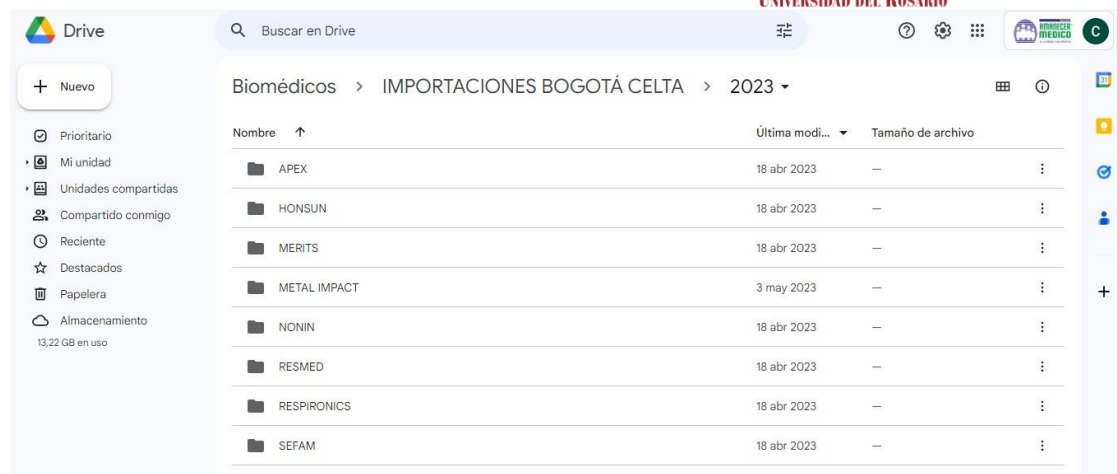 UNIVERSIDAD DEL ROSARIO
Drive
Buscar en Drive
AMANECER
MEDICO
C
Nuevo
Prioritario
Mi unidad
Unidades compartidas
Compartido conmigo
Reciente
Destacados
Papelera
Almacenamiento
13,22 GB en uso
Biomédicos > IMPORTACIONES BOGOTÁ CELTA > 2023
Nombre Última modi... Tamaño de archivo
APEX 18 abr 2023 —
HONSUN 18 abr 2023 —
MERITS 18 abr 2023 —
METAL IMPACT 3 may 2023 —
NONIN 18 abr 2023 —
RESMED 18 abr 2023 —
RESPIRONICS 18 abr 2023 —
SEFAM 18 abr 2023 —
31